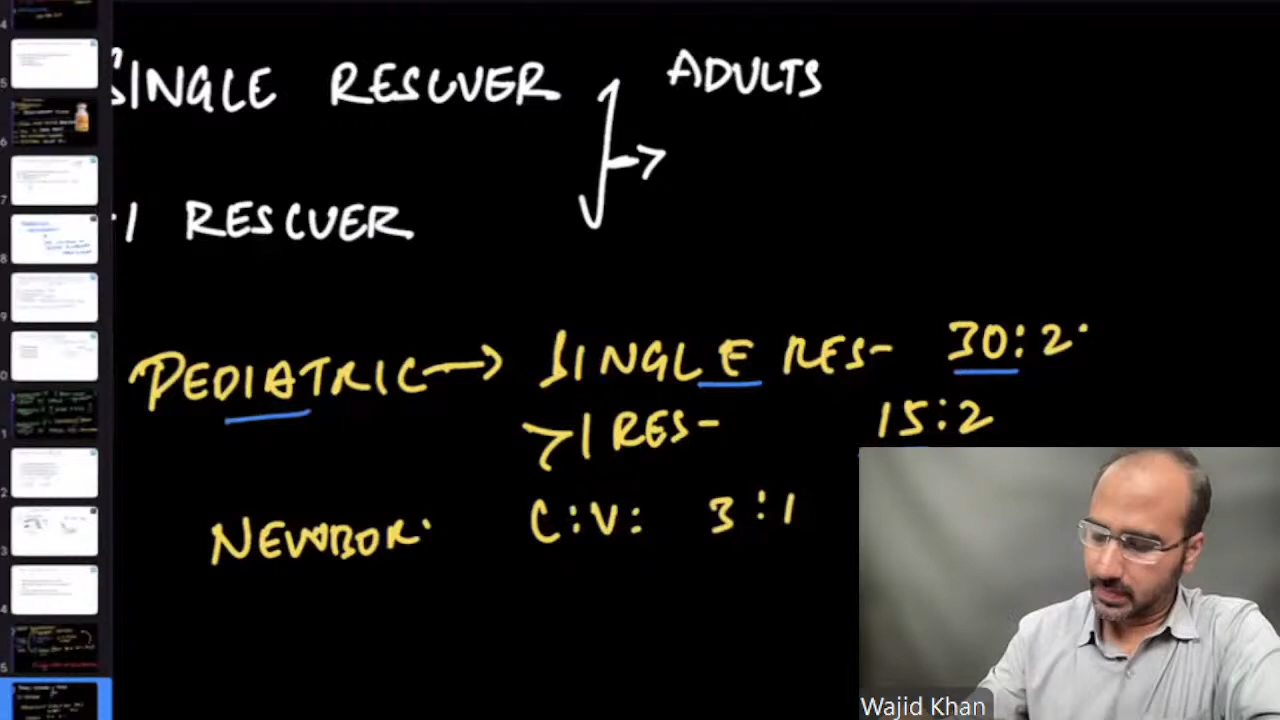 SINGLE RESCUER ADULTS
1 RESCUER
PEDIATRIC → SINGLE RES- 30:2
>1 RES- 15:2
NEWBOR. C:V: 3:1
Wajid Khan